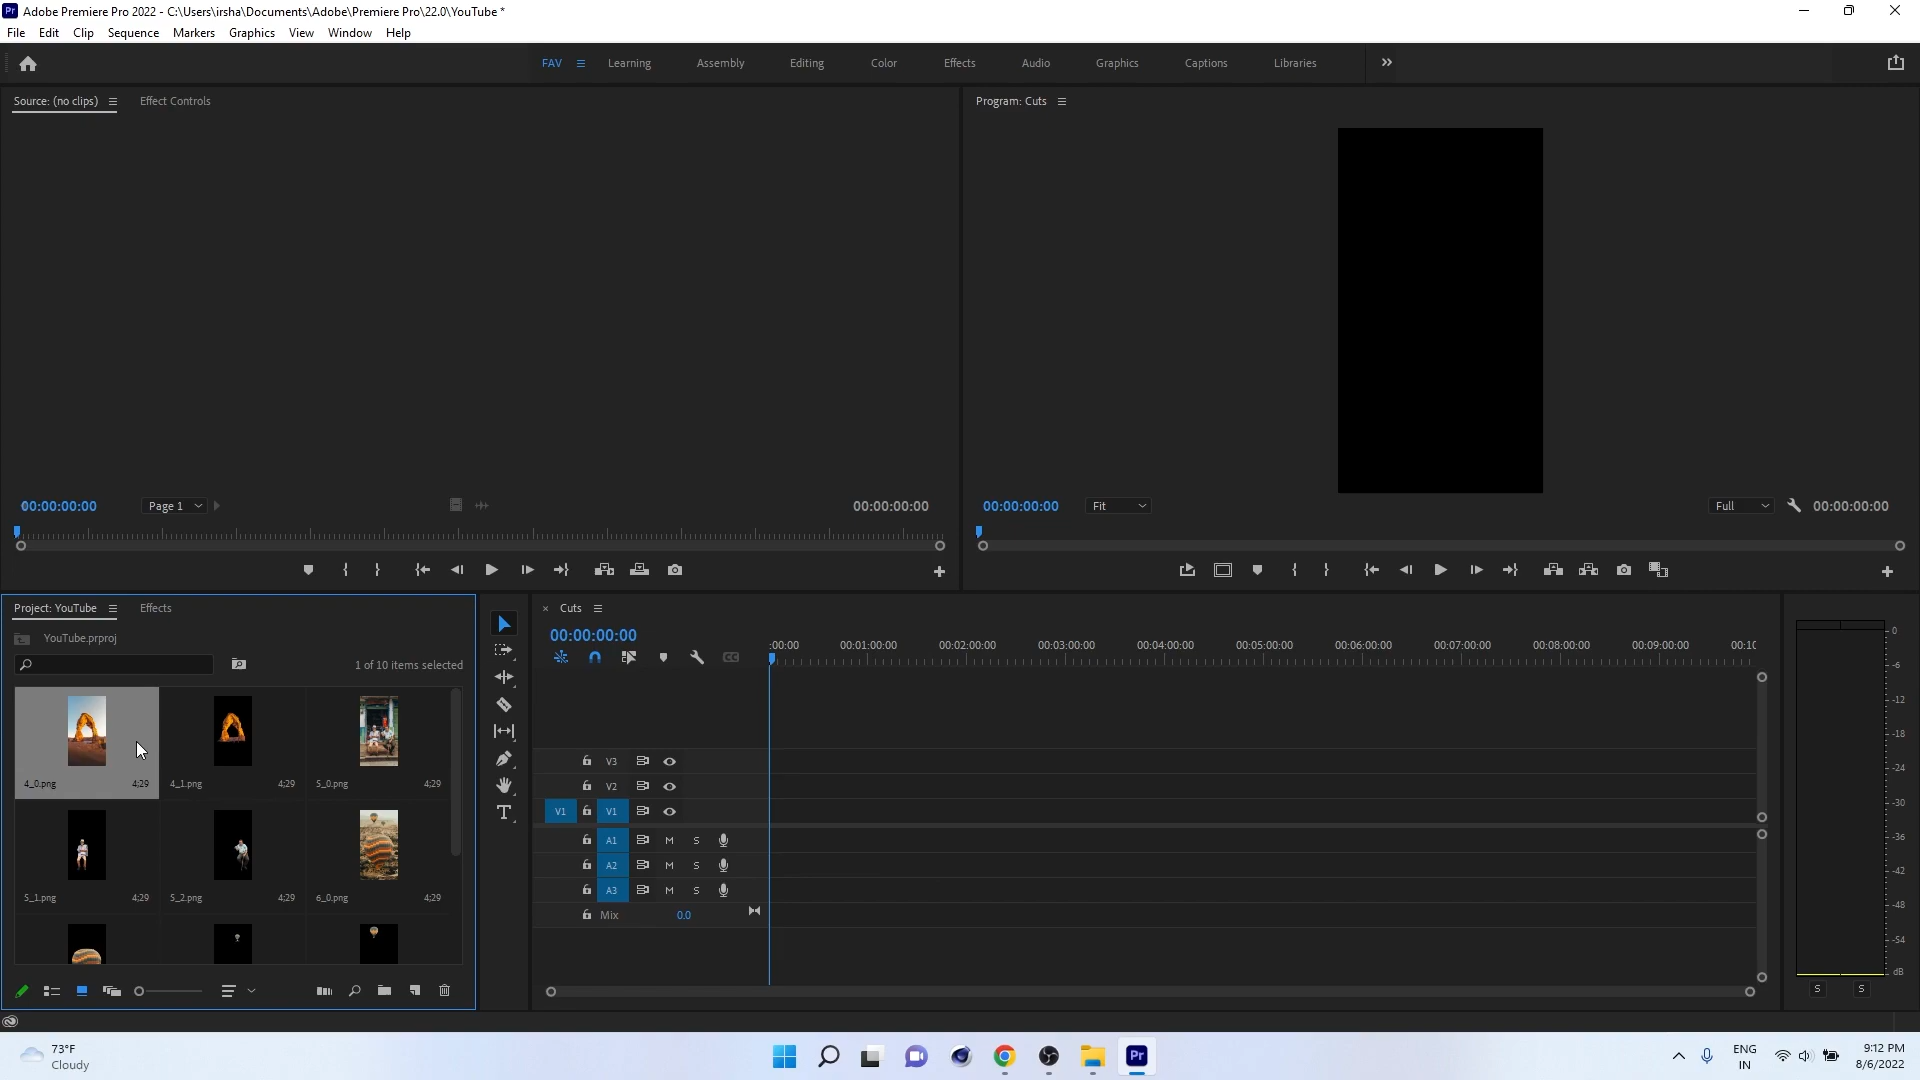 Adobe Premiere Pro 2022 - C:\Users\irsha\Documents\Adobe\Premiere Pro\22.0\YouTube *
File Edit Clip Sequence Markers Graphics View Window Help
FAV Learning Assembly Editing Color Effects Audio Graphics Captions Libraries
Source: (no clips) Effect Controls
Program: Cuts
00:00:00:00 Page 1 00:00:00:00
00:00:00:00 Fit Full 00:00:00:00
Project: YouTube Effects
YouTube.prproj
1 of 10 items selected
4_0.png 4;29 4_1.png 4;29 5_0.png 4;29
5_1.png 4;29 5_2.png 4;29 6_0.png 4;29
Cuts
00:00:00:00
:00:00 00:01:00:00 00:02:00:00 00:03:00:00 00:04:00:00 00:05:00:00 00:06:00:00 00:07:00:00 00:08:00:00 00:09:00:00 00:10
V3
V2
V1 V1
A1 M S
A2 M S
A3 M S
Mix 0.0
0
-6
-12
-18
-24
-30
-36
-42
-48
-54
dB
S S
73°F
Cloudy
Pr
ENG
IN
9:12 PM
8/6/2022